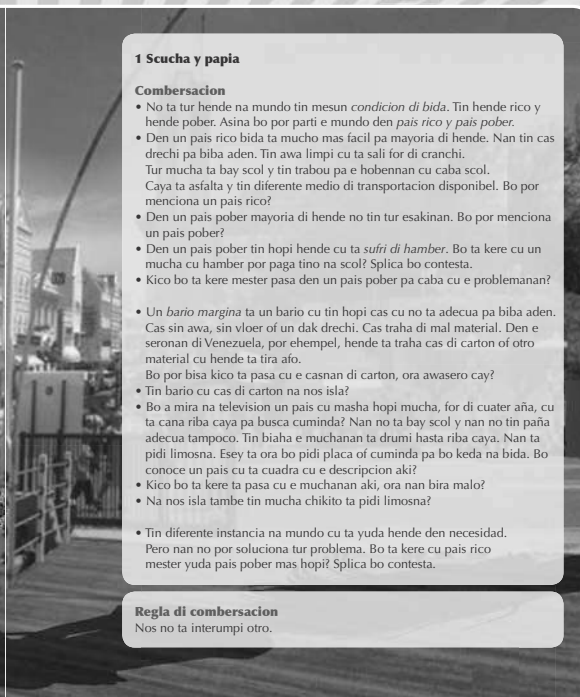 1 Scucha y papia
Combersacion
• No ta tur hende na mundo tin mesun condicion di bida. Tin hende rico y
hende pober. Asina bo por parti e mundo den pais rico y pais pober.
• Den un pais rico bida ta mucho mas facil pa mayoria di hende. Nan tin cas
drechi pa biba aden. Tin awa limpi cu ta sali for di cranchi.
Tur mucha ta bay scol y tin trabou pa e hobennan cu caba scol.
Caya ta asfalta y tin diferente medio di transportacion disponibel. Bo por
menciona un pais rico?
• Den un pais pober mayoria di hende no tin tur esakinan. Bo por menciona
un pais pober?
• Den un pais pober tin hopi hende cu ta sufri di hamber. Bo ta kere cu un
mucha cu hamber por paga tino na scol? Splica bo contesta.
• Kico bo ta kere mester pasa den un pais pober pa caba cu e problemanan?
• Un bario margina ta un bario cu tin hopi cas cu no ta adecua pa biba aden.
Cas sin awa, sin vloer of un dak drechi. Cas traha di mal material. Den e
seronan di Venezuela, por ehempel, hende ta traha cas di carton of otro
material cu hende ta tira afo.
Bo por bisa kico ta pasa cu e casnan di carton, ora awasero cay?
• Tin bario cu cas di carton na nos isla?
• Bo a mira na television un pais cu masha hopi mucha, for di cuater aña, cu
ta cana riba caya pa busca cuminda? Nan no ta bay scol y nan no tin paña
adecua tampoco. Tin biaha e muchanan ta drumi hasta riba caya. Nan ta
pidi limosna. Esey ta ora bo pidi placa of cuminda pa bo keda na bida. Bo
conoce un pais cu ta cuadra cu e descripcion aki?
• Kico bo ta kere ta pasa cu e muchanan aki, ora nan bira malo?
• Na nos isla tambe tin mucha chikito ta pidi limosna?
• Tin diferente instancia na mundo cu ta yuda hende den necesidad.
Pero nan no por soluciona tur problema. Bo ta kere cu pais rico
mester yuda pais pober mas hopi? Splica bo contesta.
Regla di combersacion
Nos no ta interumpi otro.